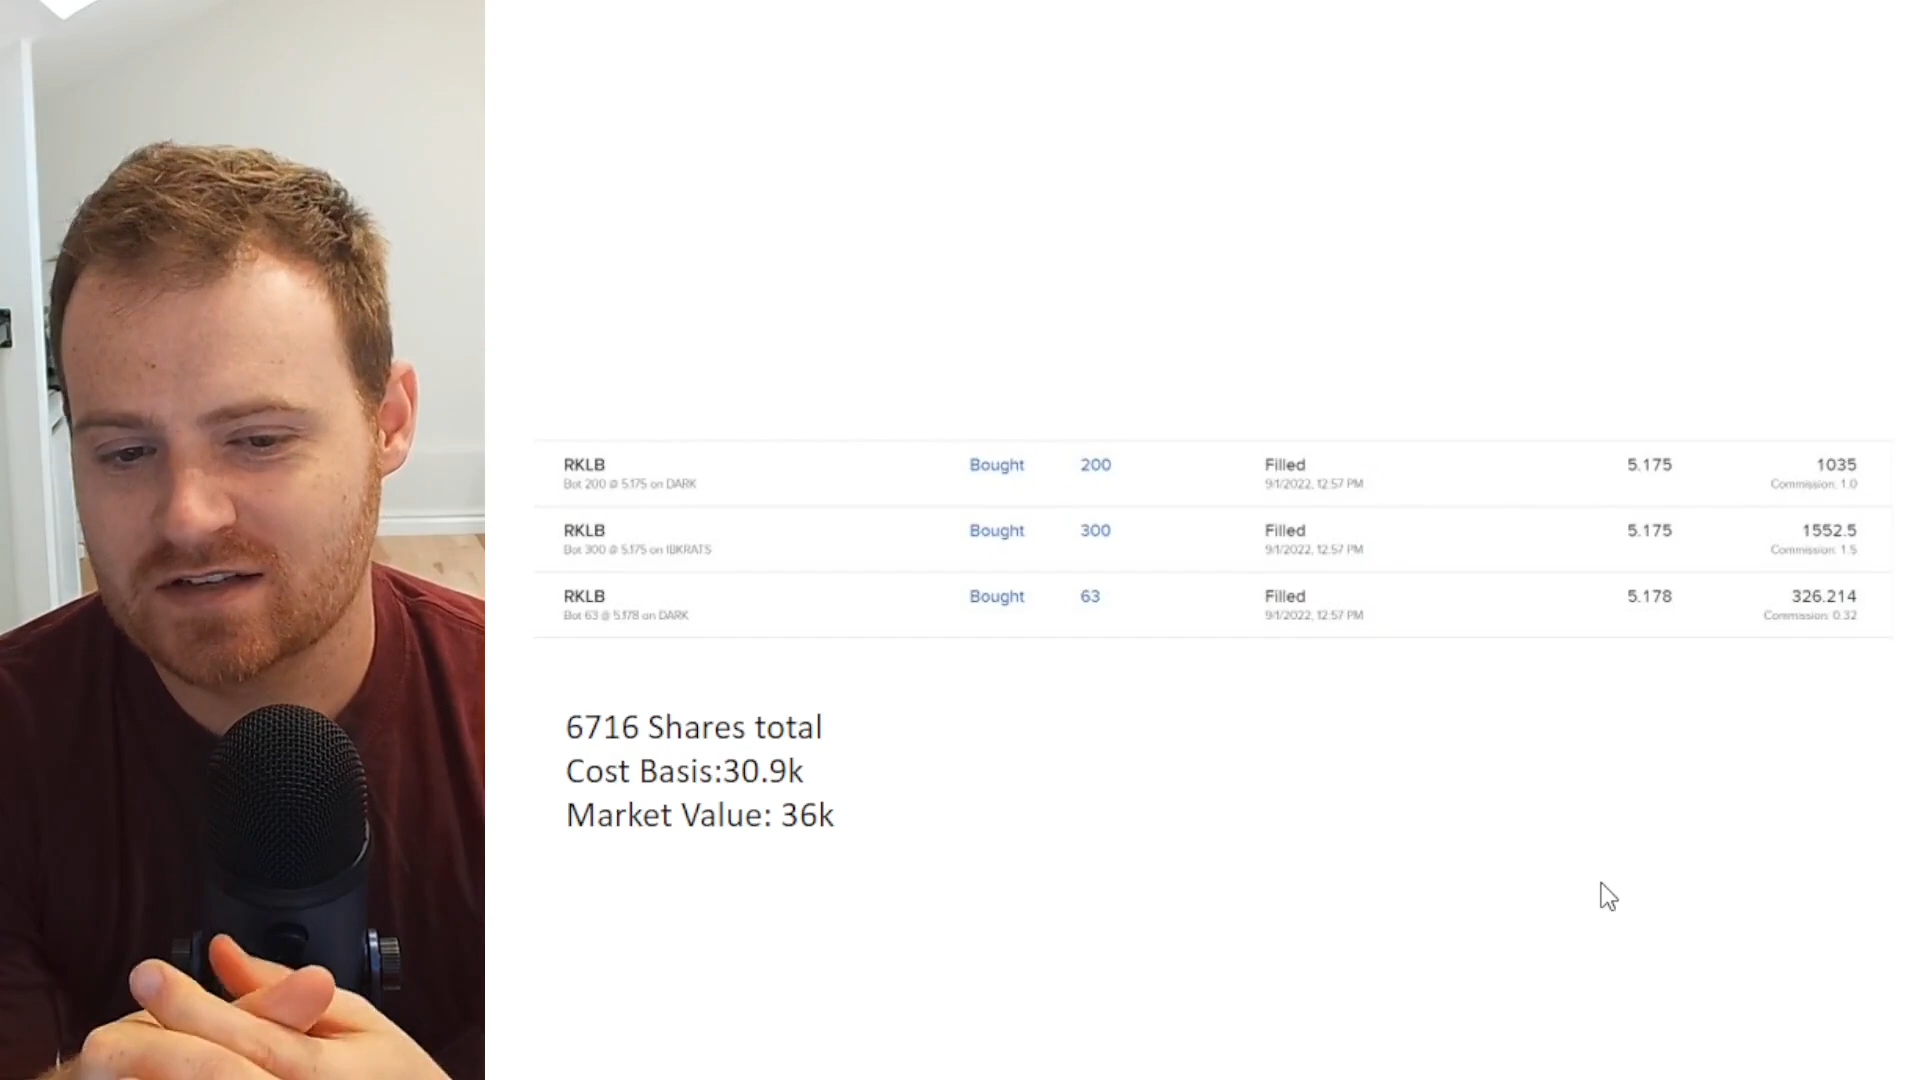 RKLB Bought 200 Filled 5.175 1035
Bot 200 @ 5.175 on DARK 9/1/2022, 12:57 PM Commission: 1.0
RKLB Bought 300 Filled 5.175 1552.5
Bot 300 @ 5.175 on IBKRATS 9/1/2022, 12:57 PM Commission: 1.5
RKLB Bought 63 Filled 5.178 326.214
Bot 63 @ 5.178 on DARK 9/1/2022, 12:57 PM Commission: 0.32
6716 Shares total
Cost Basis:30.9k
Market Value: 36k